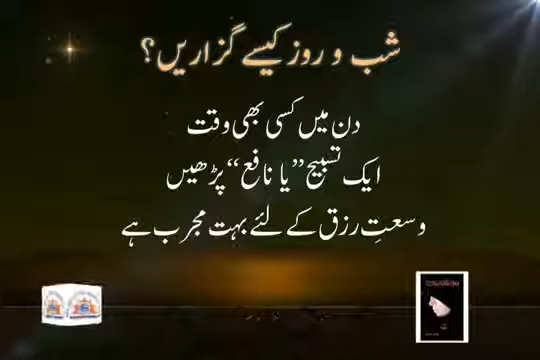 شب و روز کیسے گزاریں؟
دن میں کسی بھی وقت
ایک تسبیح ”یا نافع“ پڑھیں
وسعتِ رزق کے لئے بہت مجرب ہے